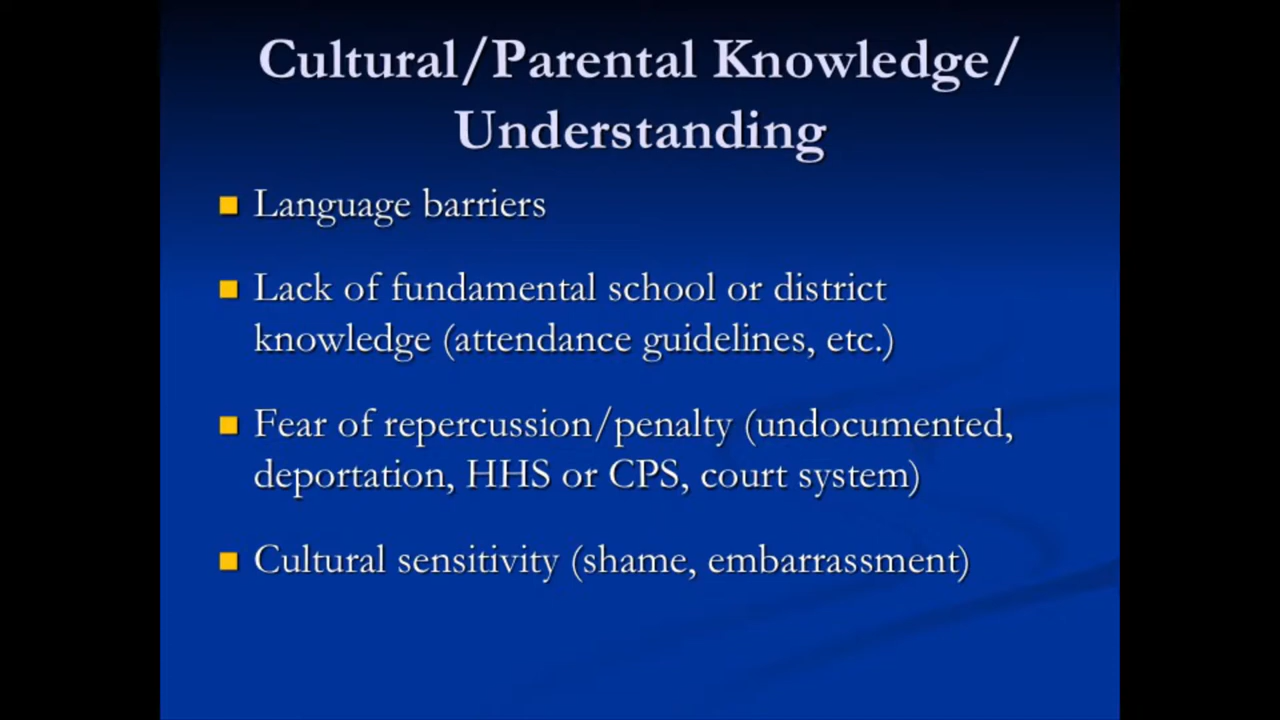 Cultural/Parental Knowledge/
Understanding
Language barriers
Lack of fundamental school or district
knowledge (attendance guidelines, etc.)
Fear of repercussion/penalty (undocumented,
deportation, HHS or CPS, court system)
Cultural sensitivity (shame, embarrassment)